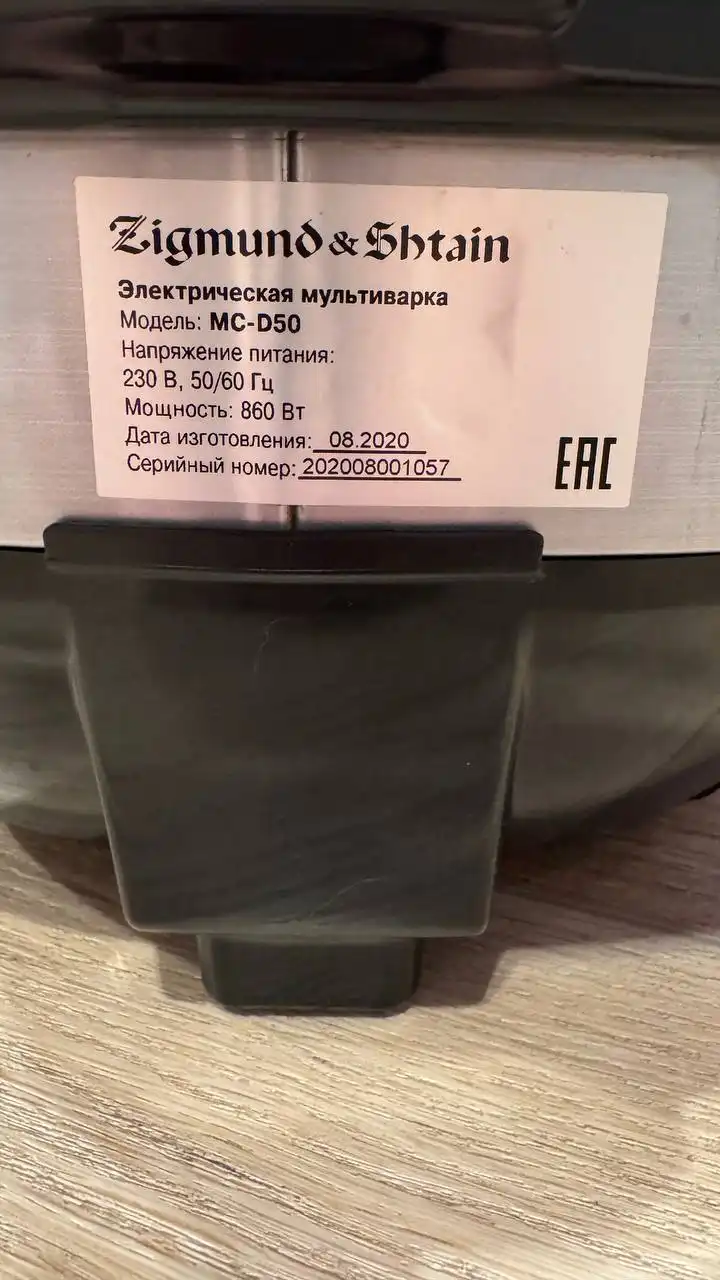 Zigmund & Shtain
Электрическая мультиварка
Модель: MC-D50
Напряжение питания:
230 В, 50/60 Гц
Мощность: 860 Вт
Дата изготовления: 08.2020
Серийный номер: 202008001057
EAC